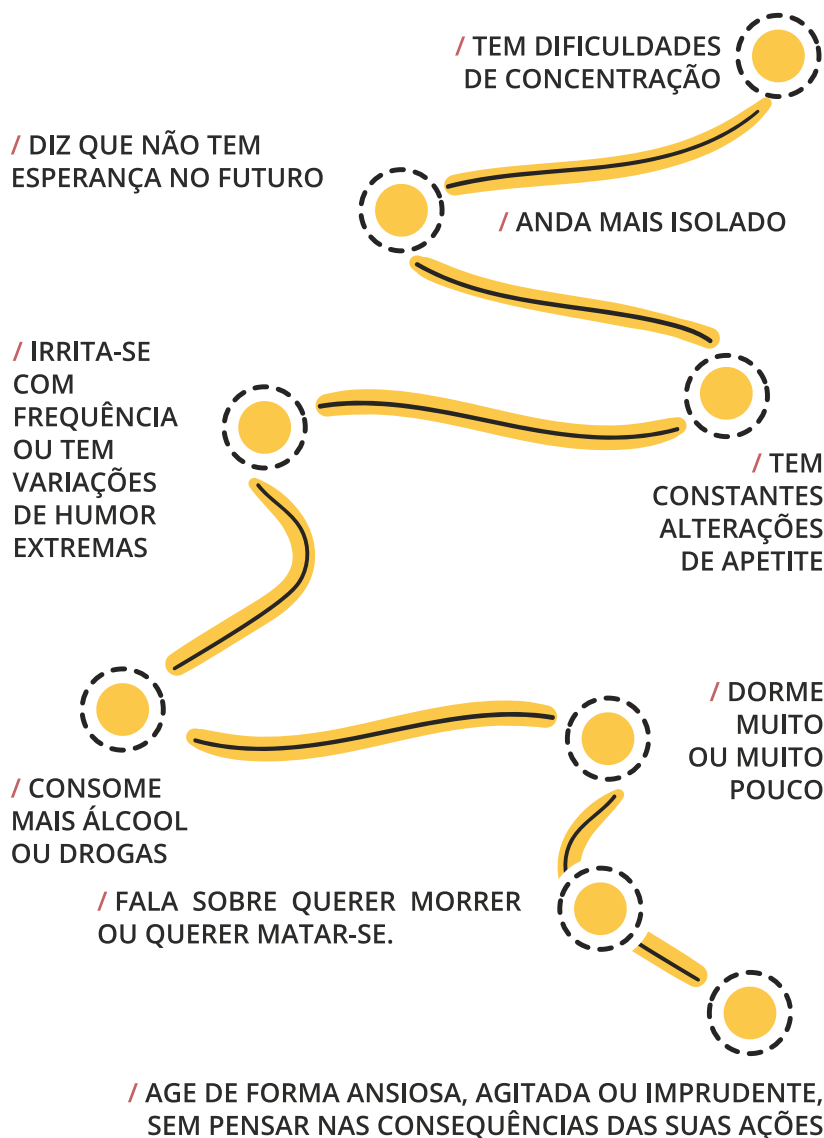 / TEM DIFICULDADES
DE CONCENTRAÇÃO
/ DIZ QUE NÃO TEM
ESPERANÇA NO FUTURO
/ ANDA MAIS ISOLADO
/ IRRITA-SE
COM
FREQUÊNCIA
OU TEM
VARIAÇÕES
DE HUMOR
EXTREMAS
/ TEM
CONSTANTES
ALTERAÇÕES
DE APETITE
/ DORME
MUITO
OU MUITO
POUCO
/ CONSOME
MAIS ÁLCOOL
OU DROGAS
/ FALA SOBRE QUERER MORRER
OU QUERER MATAR-SE.
/ AGE DE FORMA ANSIOSA, AGITADA OU IMPRUDENTE,
SEM PENSAR NAS CONSEQUÊNCIAS DAS SUAS AÇÕES